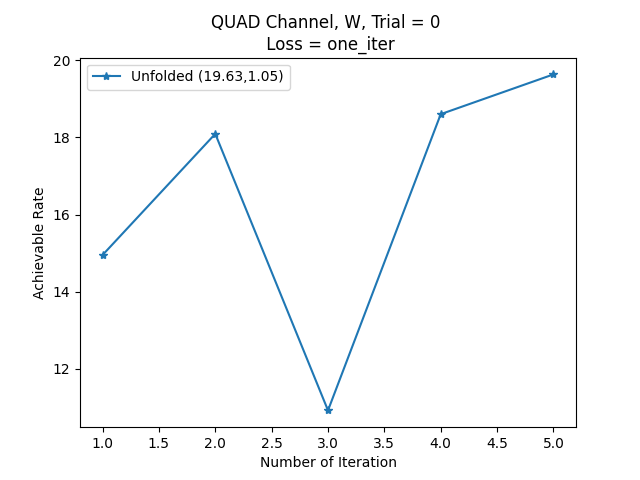 QUAD Channel, W, Trial = 0
Loss = one_iter
Unfolded (19.63,1.05)
20
18
16
14
12
Achievable Rate
1.0 1.5 2.0 2.5 3.0 3.5 4.0 4.5 5.0
Number of Iteration